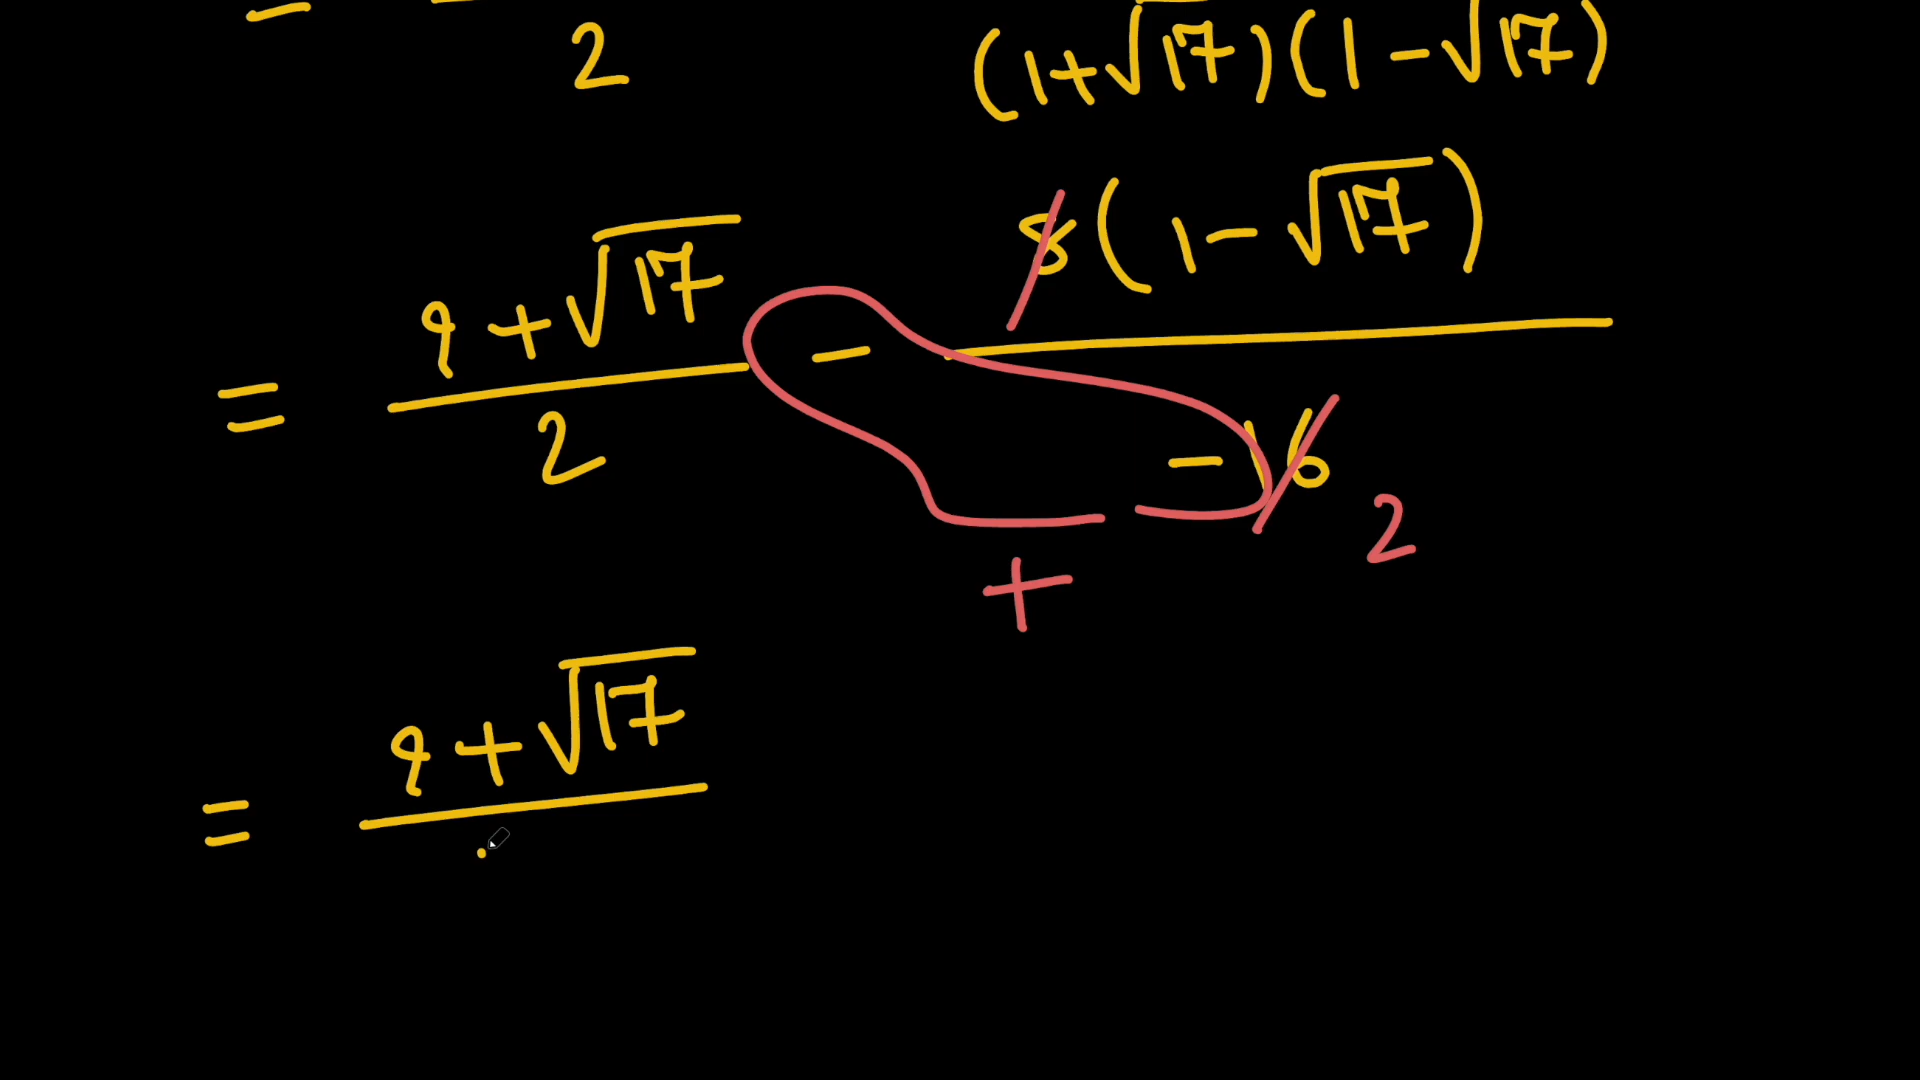 = 2 (1+√17)(1-√17)
= 9+√17 / 2 - 8(1-√17) / -16 2
+
= 9+√17